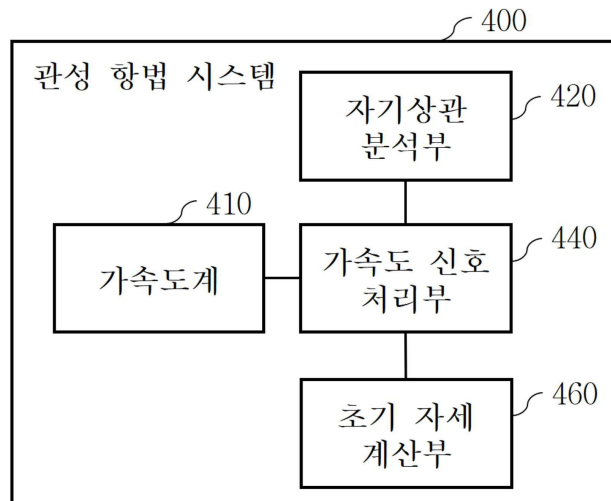 400
관성 항법 시스템
자기상관
분석부
420
410
가속도계
가속도 신호
처리부
440
초기 자세
계산부
460